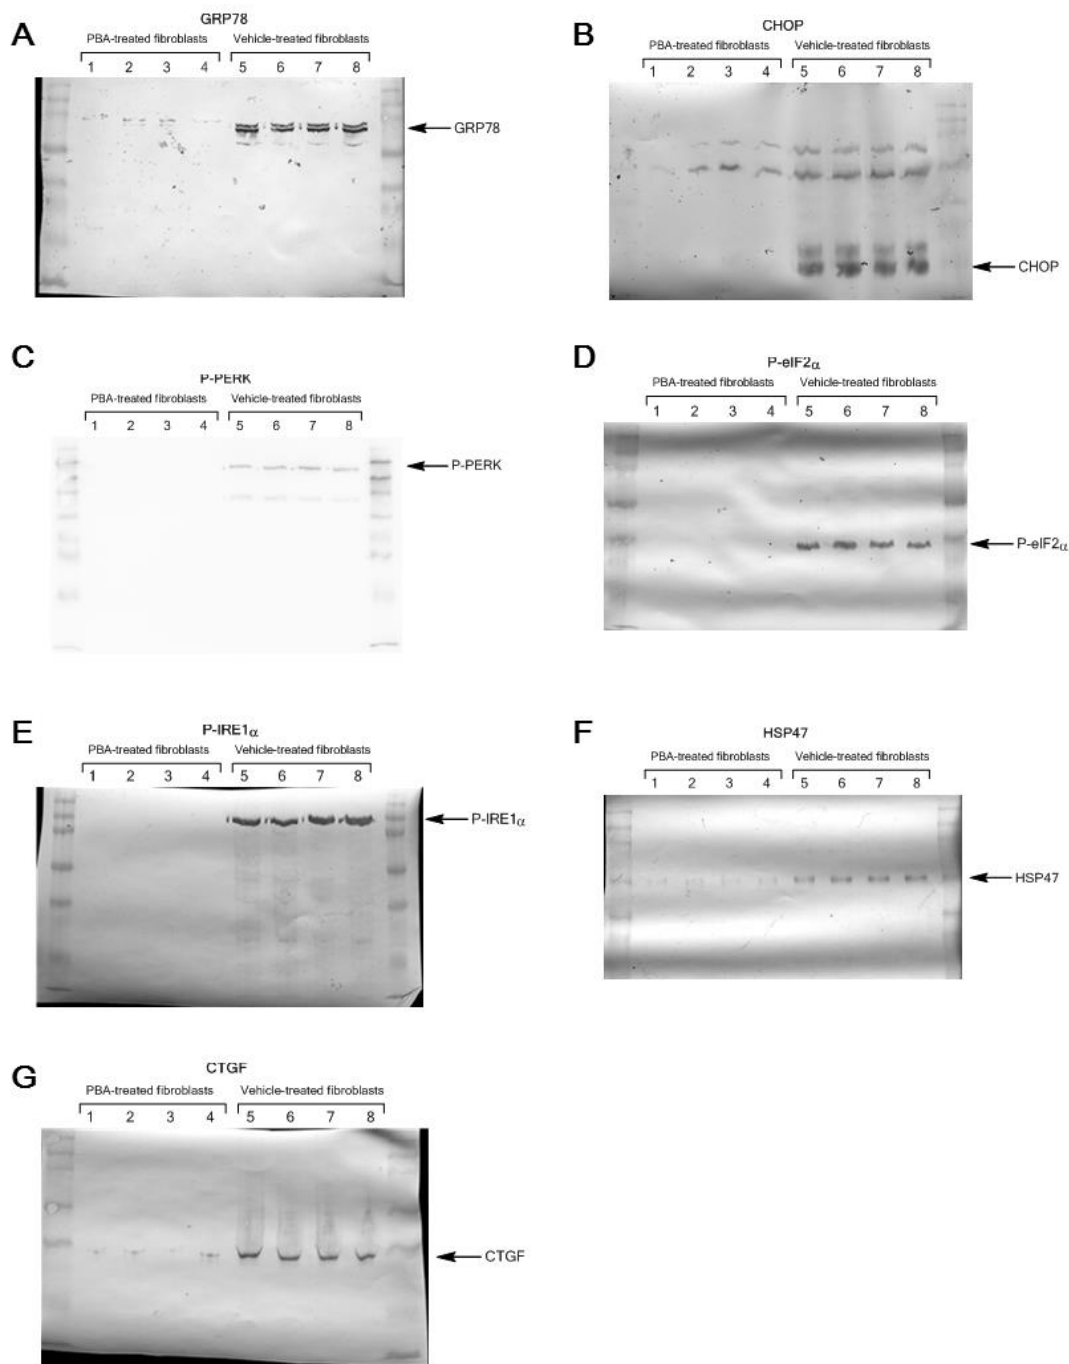 A
GRP78
PBA-treated fibroblasts Vehicle-treated fibroblasts
1 2 3 4 5 6 7 8
GRP78
B
CHOP
PBA-treated fibroblasts Vehicle-treated fibroblasts
1 2 3 4 5 6 7 8
CHOP
C
P-PERK
PBA-treated fibroblasts Vehicle-treated fibroblasts
1 2 3 4 5 6 7 8
P-PERK
D
P-eIF2α
PBA-treated fibroblasts Vehicle-treated fibroblasts
1 2 3 4 5 6 7 8
P-eIF2α
E
P-IRE1α
PBA-treated fibroblasts Vehicle-treated fibroblasts
1 2 3 4 5 6 7 8
P-IRE1α
F
HSP47
PBA-treated fibroblasts Vehicle-treated fibroblasts
1 2 3 4 5 6 7 8
HSP47
G
CTGF
PBA-treated fibroblasts Vehicle-treated fibroblasts
1 2 3 4 5 6 7 8
CTGF